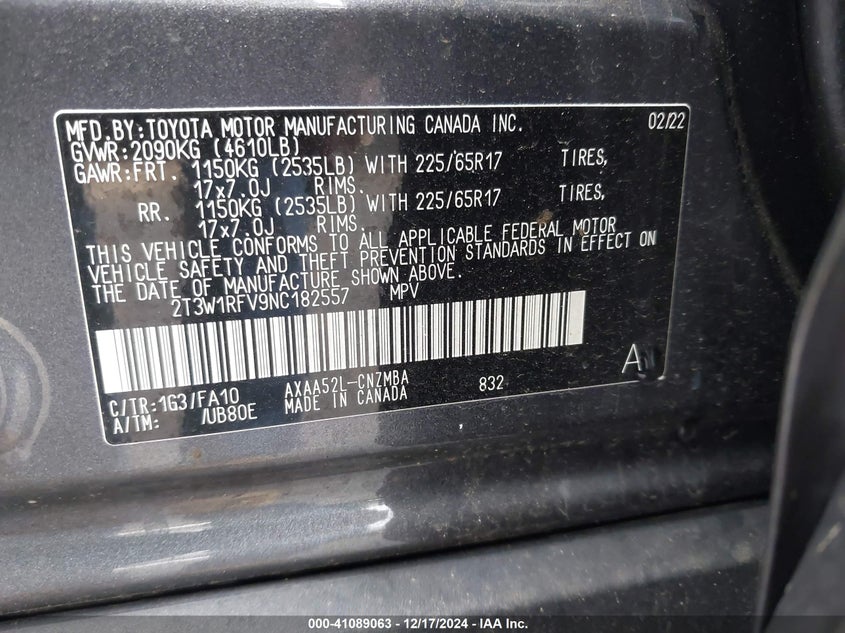 MFD.BY:TOYOTA MOTOR MANUFACTURING CANADA INC. 02/22
GVWR:2090KG (4610LB)
GAWR:FRT. 1150KG (2535LB) WITH 225/65R17 TIRES,
17x7.0J RIMS.
RR. 1150KG (2535LB) WITH 225/65R17 TIRES,
17x7.0J RIMS.
THIS VEHICLE CONFORMS TO ALL APPLICABLE FEDERAL MOTOR
VEHICLE SAFETY AND THEFT PREVENTION STANDARDS IN EFFECT ON
THE DATE OF MANUFACTURE SHOWN ABOVE.
2T3W1RFV9NC182557 MPV
C/TR:1G3/FA10 AXAA52L-CNZMBA 832
A/TM: /UB80E MADE IN CANADA
000-41089063 - 12/17/2024 - IAA Inc.